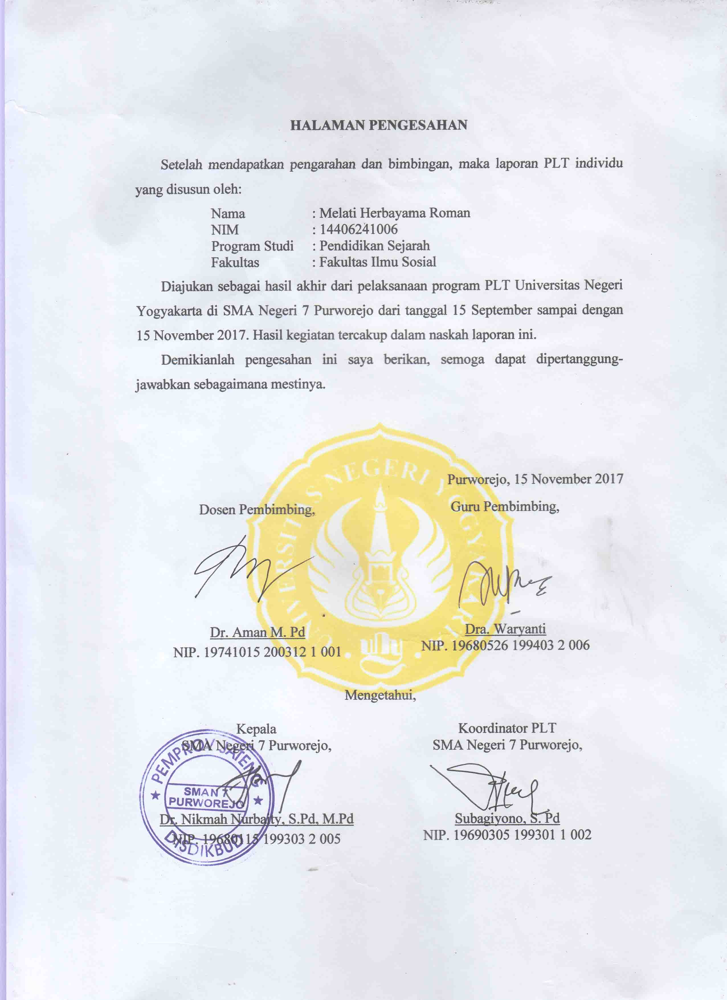 HALAMAN PENGESAHAN
Setelah mendapatkan pengarahan dan bimbingan, maka laporan PLT individu
yang disusun oleh:
Nama : Melati Herbayama Roman
NIM : 14406241006
Program Studi : Pendidikan Sejarah
Fakultas : Fakultas Ilmu Sosial
Diajukan sebagai hasil akhir dari pelaksanaan program PLT Universitas Negeri
Yogyakarta di SMA Negeri 7 Purworejo dari tanggal 15 September sampai dengan
15 November 2017. Hasil kegiatan tercakup dalam naskah laporan ini.
Demikianlah pengesahan ini saya berikan, semoga dapat dipertanggung-
jawabkan sebagaimana mestinya.
UNIVERSITAS NEGERI YOGYAKARTA
Purworejo, 15 November 2017
Dosen Pembimbing,
Guru Pembimbing,
Dr. Aman M. Pd
NIP. 19741015 200312 1 001
Dra. Waryanti
NIP. 19680526 199403 2 006
Mengetahui,
Kepala
SMA Negeri 7 Purworejo,
Koordinator PLT
SMA Negeri 7 Purworejo,
PEMPROV JATENG
SMAN 7
PURWOREJO
DISDIKBUD
Dr. Nikmah Nurbaity, S.Pd, M.Pd
NIP. 19680115 199303 2 005
Subagiyono, S. Pd
NIP. 19690305 199301 1 002